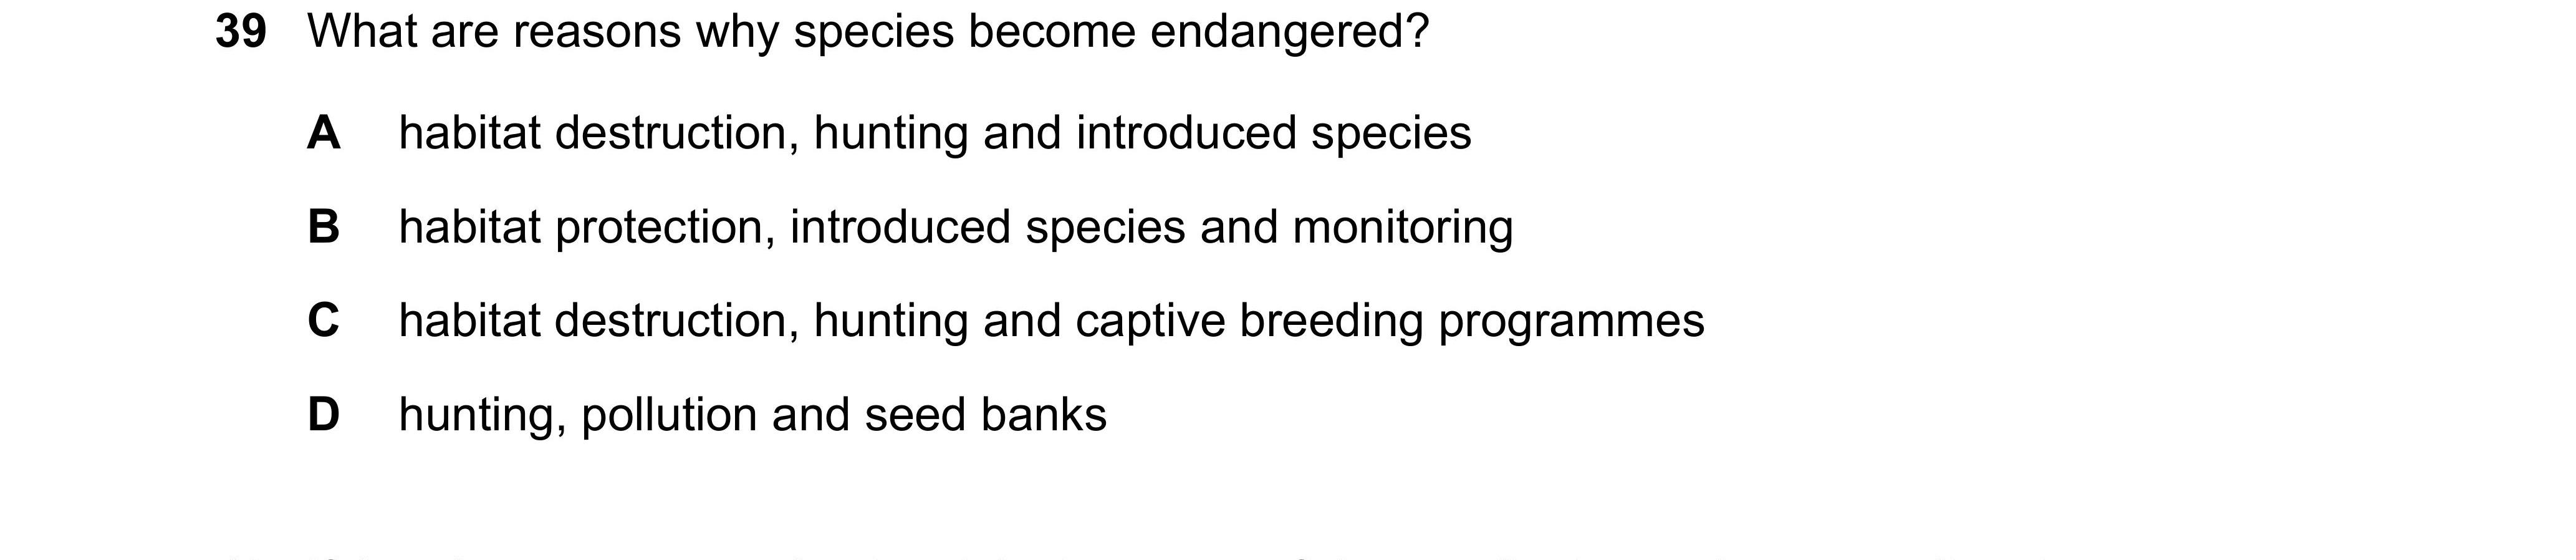 39 What are reasons why species become endangered?
A habitat destruction, hunting and introduced species
B habitat protection, introduced species and monitoring
C habitat destruction, hunting and captive breeding programmes
D hunting, pollution and seed banks